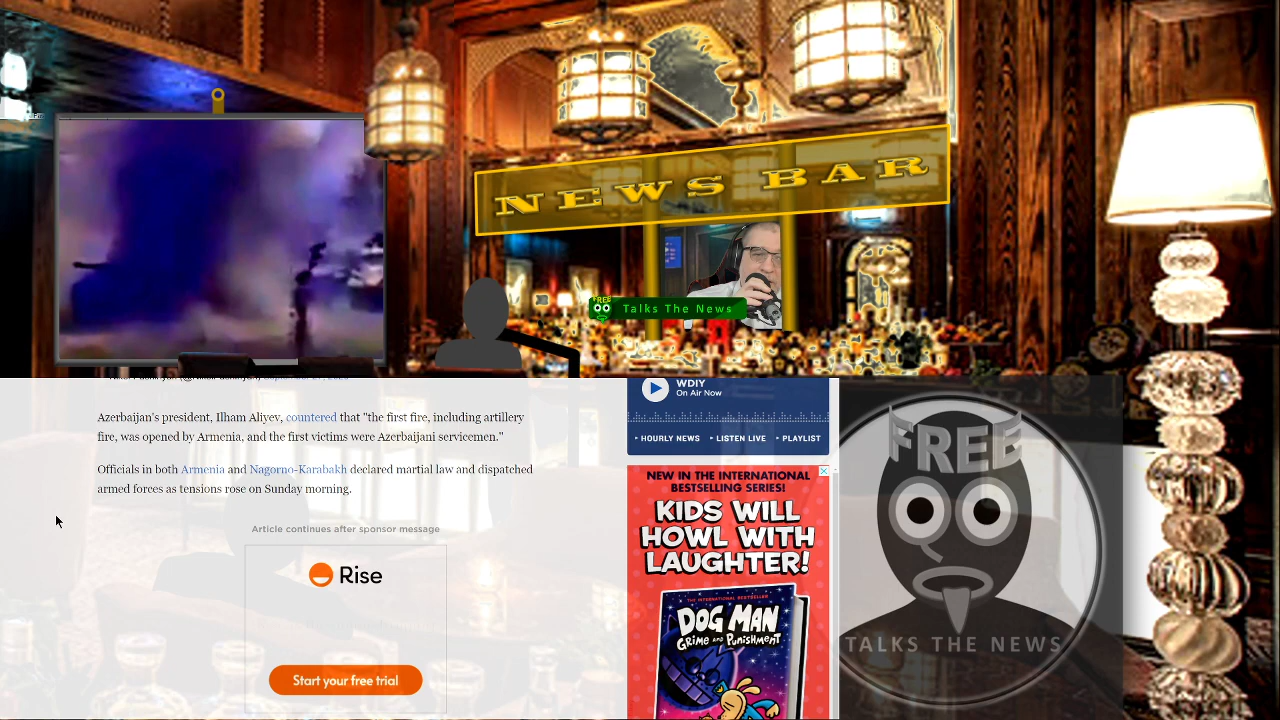 NEWS BAR
FREE
Talks The News
Azerbaijan's president, Ilham Aliyev, countered that "the first fire, including artillery
fire, was opened by Armenia, and the first victims were Azerbaijani servicemen."
Officials in both Armenia and Nagorno-Karabakh declared martial law and dispatched
armed forces as tensions rose on Sunday morning.
Article continues after sponsor message
Rise
Start your free trial
WDIY
On Air Now
HOURLY NEWS
LISTEN LIVE
PLAYLIST
NEW IN THE INTERNATIONAL
BESTSELLING SERIES!
KIDS WILL
HOWL WITH
LAUGHTER!
THE INTERNATIONAL BESTSELLER
DOG MAN
GRIME AND PUNISHMENT
FREE
TALKS THE NEWS